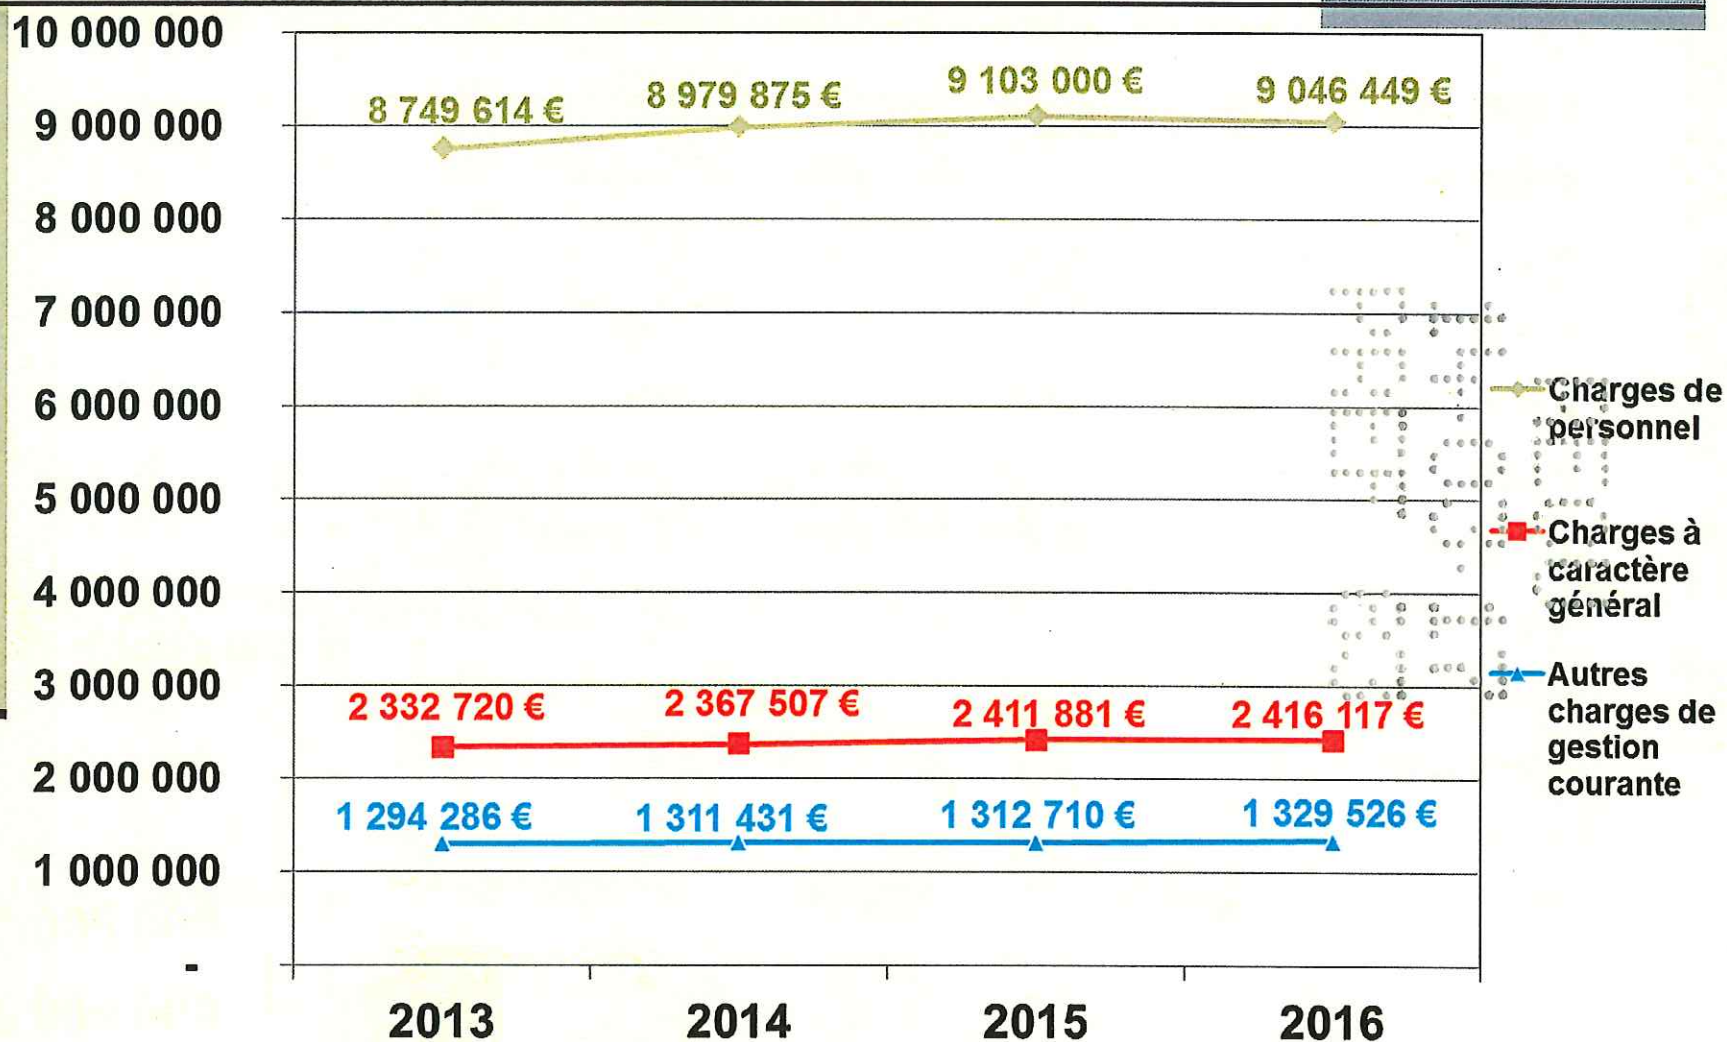 10 000 000
9 000 000
8 000 000
7 000 000
6 000 000
5 000 000
4 000 000
3 000 000
2 000 000
1 000 000
-
8 749 614 €
8 979 875 €
9 103 000 €
9 046 449 €
2 332 720 €
2 367 507 €
2 411 881 €
2 416 117 €
1 294 286 €
1 311 431 €
1 312 710 €
1 329 526 €
2013
2014
2015
2016
Charges de
personnel
Charges à
caractère
général
Autres
charges de
gestion
courante